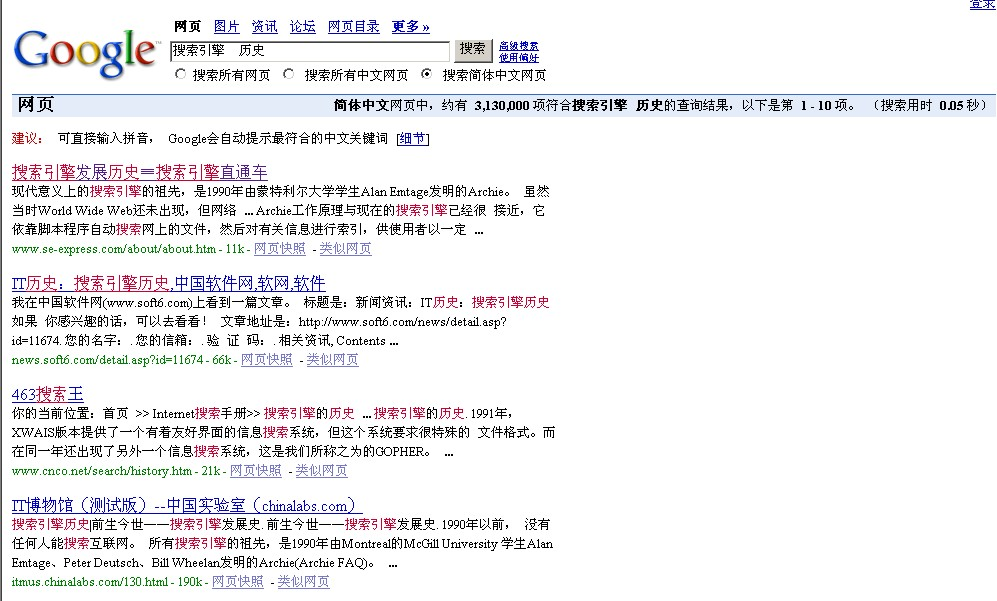 登录
网页 图片 资讯 论坛 网页目录 更多 »
Google™
搜索引擎 历史 搜索 高级搜索
使用偏好
搜索所有网页 搜索所有中文网页 搜索简体中文网页
网页 简体中文网页中，约有 3,130,000 项符合搜索引擎 历史的查询结果，以下是第 1 - 10 项。 （搜索用时 0.05 秒）
建议： 可直接输入拼音， Google会自动提示最符合的中文关键词 [细节]
搜索引擎发展历史═搜索引擎直通车
现代意义上的搜索引擎的祖先，是1990年由蒙特利尔大学学生Alan Emtage发明的Archie。 虽然
当时World Wide Web还未出现，但网络 ... Archie工作原理与现在的搜索引擎已经很 接近，它
依靠脚本程序自动搜索网上的文件，然后对有关信息进行索引，供使用者以一定 ...
www.se-express.com/about/about.htm - 11k - 网页快照 - 类似网页
IT历史：搜索引擎历史,中国软件网,软网,软件
我在中国软件网(www.soft6.com)上看到一篇文章。 标题是：新闻资讯：IT历史：搜索引擎历史
如果 你感兴趣的话，可以去看看！ 文章地址是：http://www.soft6.com/news/detail.asp?
id=11674. 您的名字：. 您的信箱：. 验 证 码：. 相关资讯, Contents ...
news.soft6.com/detail.asp?id=11674 - 66k - 网页快照 - 类似网页
463搜索王
你的当前位置：首页 >> Internet搜索手册>> 搜索引擎的历史 ... 搜索引擎的历史. 1991年，
XWAIS版本提供了一个有着友好界面的信息搜索系统，但这个系统要求很特殊的 文件格式。而
在同一年还出现了另外一个信息搜索系统，这是我们所称之为的GOPHER。 ...
www.cnco.net/search/history.htm - 21k - 网页快照 - 类似网页
IT博物馆（测试版）--中国实验室（chinalabs.com）
搜索引擎历史|前生今世——搜索引擎发展史. 前生今世——搜索引擎发展史. 1990年以前， 没有
任何人能搜索互联网。 所有搜索引擎的祖先，是1990年由Montreal的McGill University 学生Alan
Emtage、Peter Deutsch、Bill Wheelan发明的Archie(Archie FAQ)。 ...
itmus.chinalabs.com/130.html - 190k - 网页快照 - 类似网页